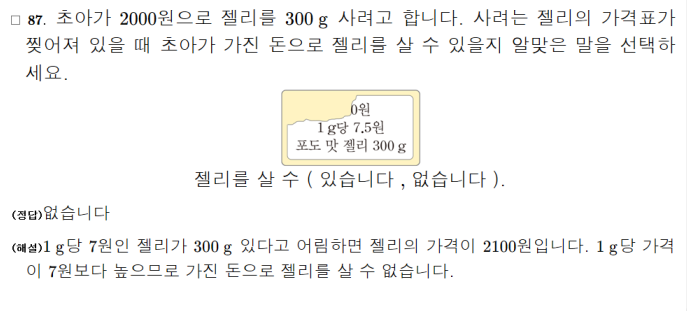 □ 87. 초아가 2000원으로 젤리를 300 g 사려고 합니다. 사려는 젤리의 가격표가
찢어져 있을 때 초아가 가진 돈으로 젤리를 살 수 있을지 알맞은 말을 선택하
세요.
0원
1 g당 7.5원
포도 맛 젤리 300 g
젤리를 살 수 ( 있습니다 , 없습니다 ).
(정답)없습니다
(해설)1 g당 7원인 젤리가 300 g 있다고 어림하면 젤리의 가격이 2100원입니다. 1 g당 가격
이 7원보다 높으므로 가진 돈으로 젤리를 살 수 없습니다.